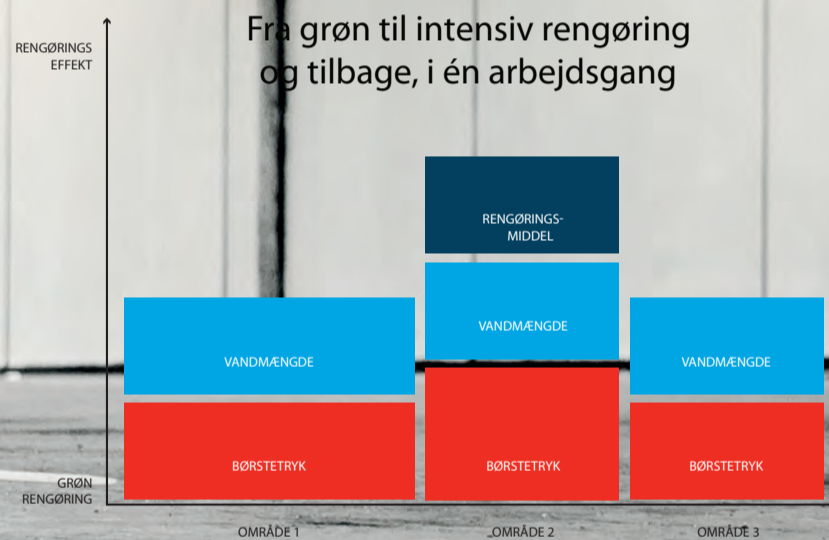 Fra grøn til intensiv rengøring
og tilbage, i én arbejdsgang
RENGØRINGS
EFFEKT
RENGØRINGS-
MIDDEL
VANDMÆNGDE
VANDMÆNGDE
VANDMÆNGDE
BØRSTETRYK
BØRSTETRYK
BØRSTETRYK
GRØN
RENGØRING
OMRÅDE 1
OMRÅDE 2
OMRÅDE 3